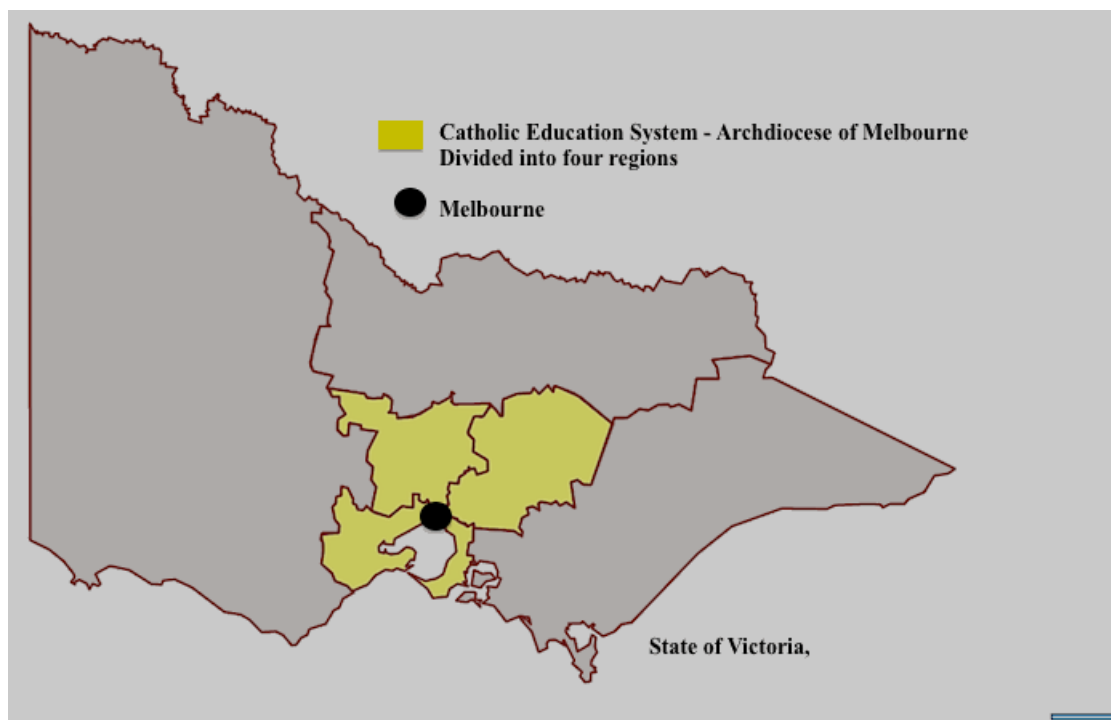 Catholic Education System - Archdiocese of Melbourne
Divided into four regions
Melbourne
State of Victoria,